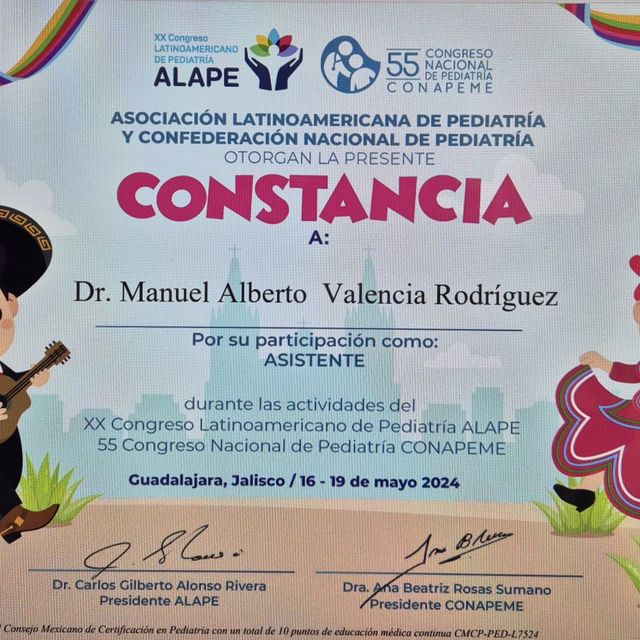 XX Congreso
LATINOAMERICANO
DE PEDIATRÍA
ALAPE
55 CONGRESO
NACIONAL
DE PEDIATRÍA
CONAPEME
ASOCIACIÓN LATINOAMERICANA DE PEDIATRÍA
Y CONFEDERACIÓN NACIONAL DE PEDIATRÍA
OTORGAN LA PRESENTE
CONSTANCIA
A:
Dr. Manuel Alberto Valencia Rodríguez
Por su participación como:
ASISTENTE
durante las actividades del
XX Congreso Latinoamericano de Pediatría ALAPE
55 Congreso Nacional de Pediatría CONAPEME
Guadalajara, Jalisco / 16 - 19 de mayo 2024
Dr. Carlos Gilberto Alonso Rivera
Presidente ALAPE
Dra. Ana Beatriz Rosas Sumano
Presidente CONAPEME
l Consejo Mexicano de Certificación en Pediatria con un total de 10 puntos de educación médica continua CMCP-PED-L7524